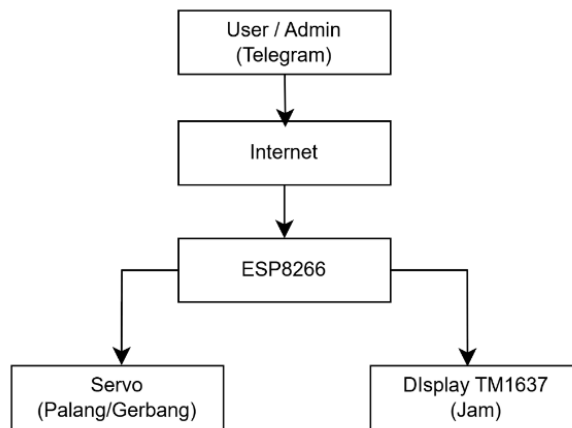 User / Admin
(Telegram)
Internet
ESP8266
Servo
(Palang/Gerbang)
DIsplay TM1637
(Jam)